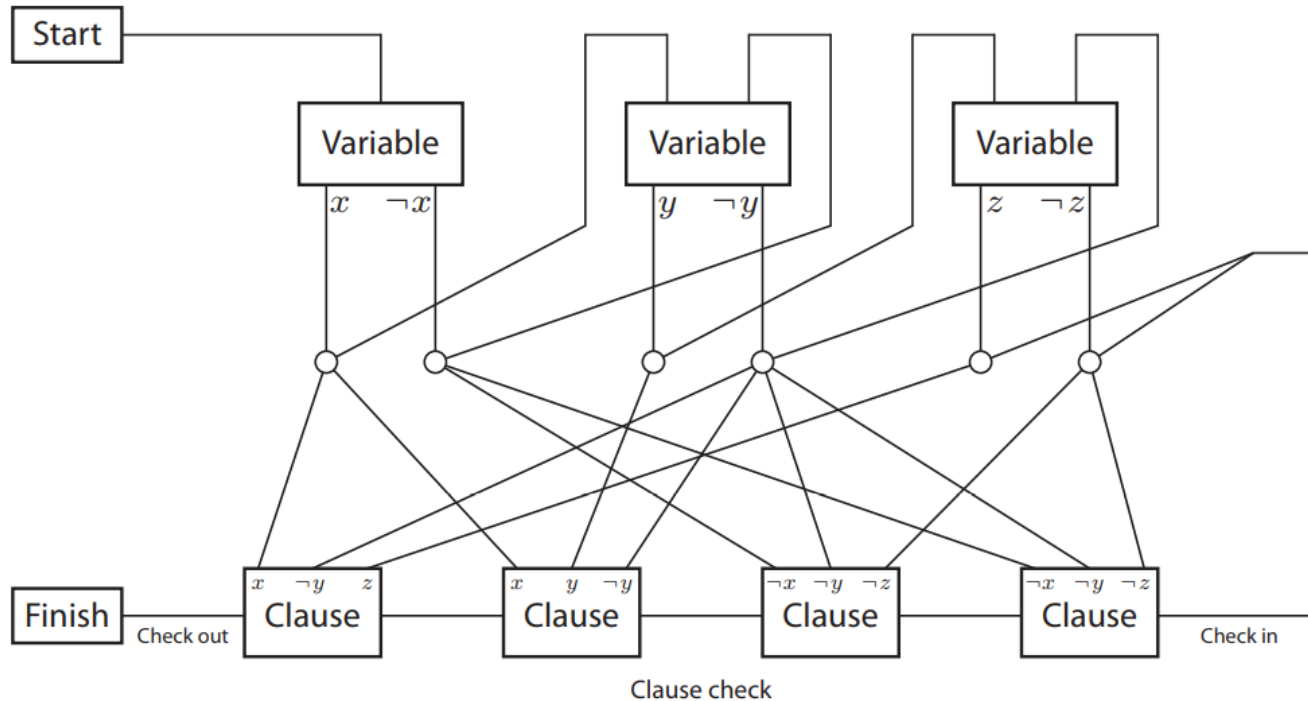 Start
Variable Variable Variable
x ¬x y ¬y z ¬z
x ¬y z x y ¬y ¬x ¬y ¬z ¬x ¬y ¬z
Finish Clause Clause Clause Clause
Check out Check in
Clause check